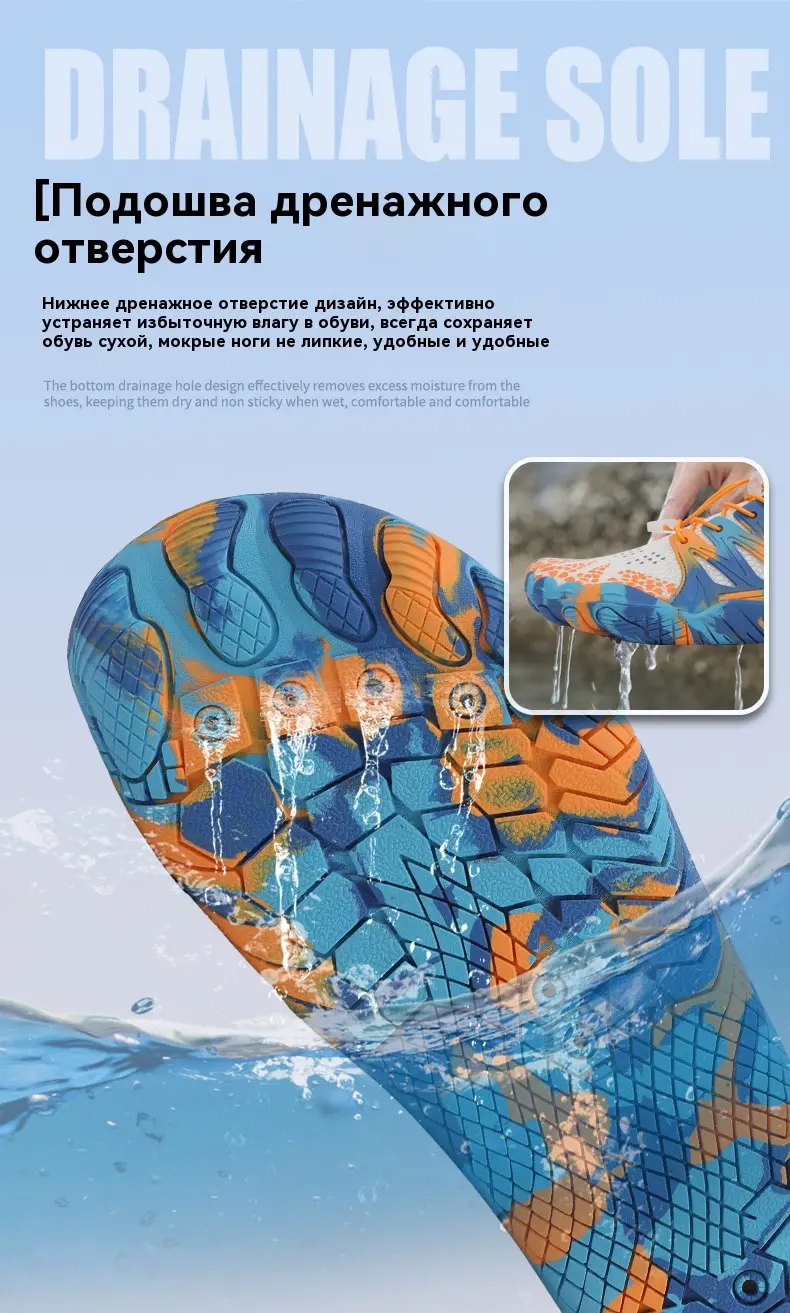 DRAINAGE SOLE
[Подошва дренажного
отверстия
Нижнее дренажное отверстие дизайн, эффективно
устраняет избыточную влагу в обуви, всегда сохраняет
обувь сухой, мокрые ноги не липкие, удобные и удобные
The bottom drainage hole design effectively removes excess moisture from the
shoes, keeping them dry and non sticky when wet, comfortable and comfortable